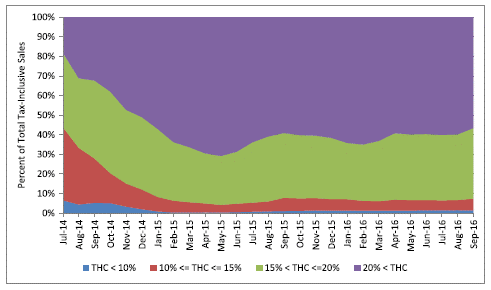 100%
90%
80%
70%
60%
50%
40%
30%
20%
10%
0%
Percent of Total Tax-Inclusive Sales
Jul-14
Aug-14
Sep-14
Oct-14
Nov-14
Dec-14
Jan-15
Feb-15
Mar-15
Apr-15
May-15
Jun-15
Jul-15
Aug-15
Sep-15
Oct-15
Nov-15
Dec-15
Jan-16
Feb-16
Mar-16
Apr-16
May-16
Jun-16
Jul-16
Aug-16
Sep-16
THC < 10% 10% <= THC <= 15% 15% < THC <=20% 20% < THC